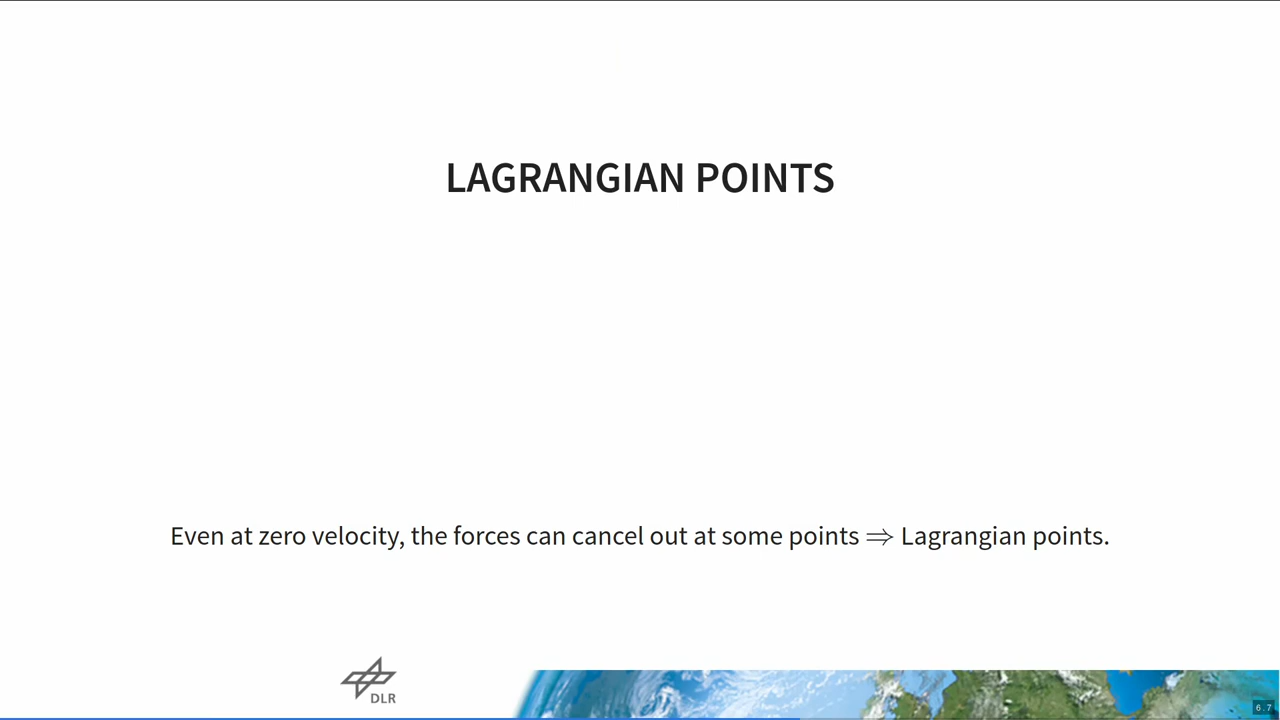 LAGRANGIAN POINTS
Even at zero velocity, the forces can cancel out at some points ⇒ Lagrangian points.
DLR
6.7